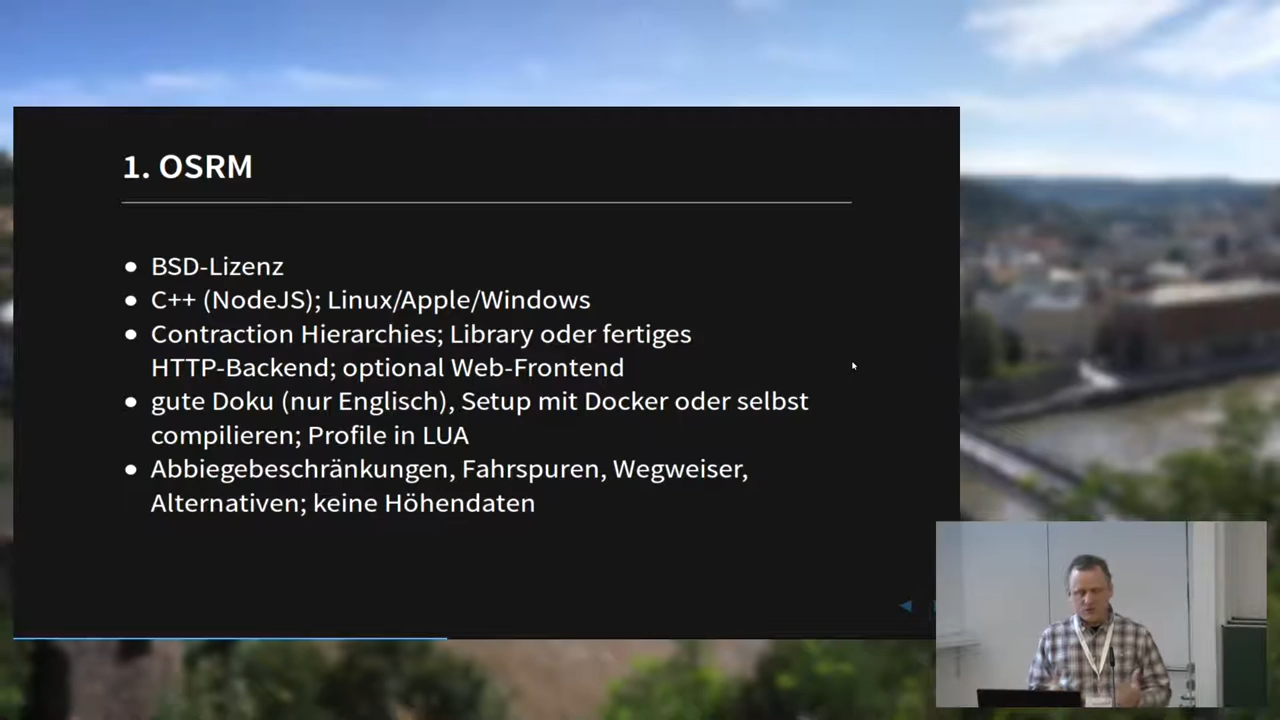 1. OSRM
• BSD-Lizenz
• C++ (NodeJS); Linux/Apple/Windows
• Contraction Hierarchies; Library oder fertiges
HTTP-Backend; optional Web-Frontend
• gute Doku (nur Englisch), Setup mit Docker oder selbst
compilieren; Profile in LUA
• Abbiegebeschränkungen, Fahrspuren, Wegweiser,
Alternativen; keine Höhendaten